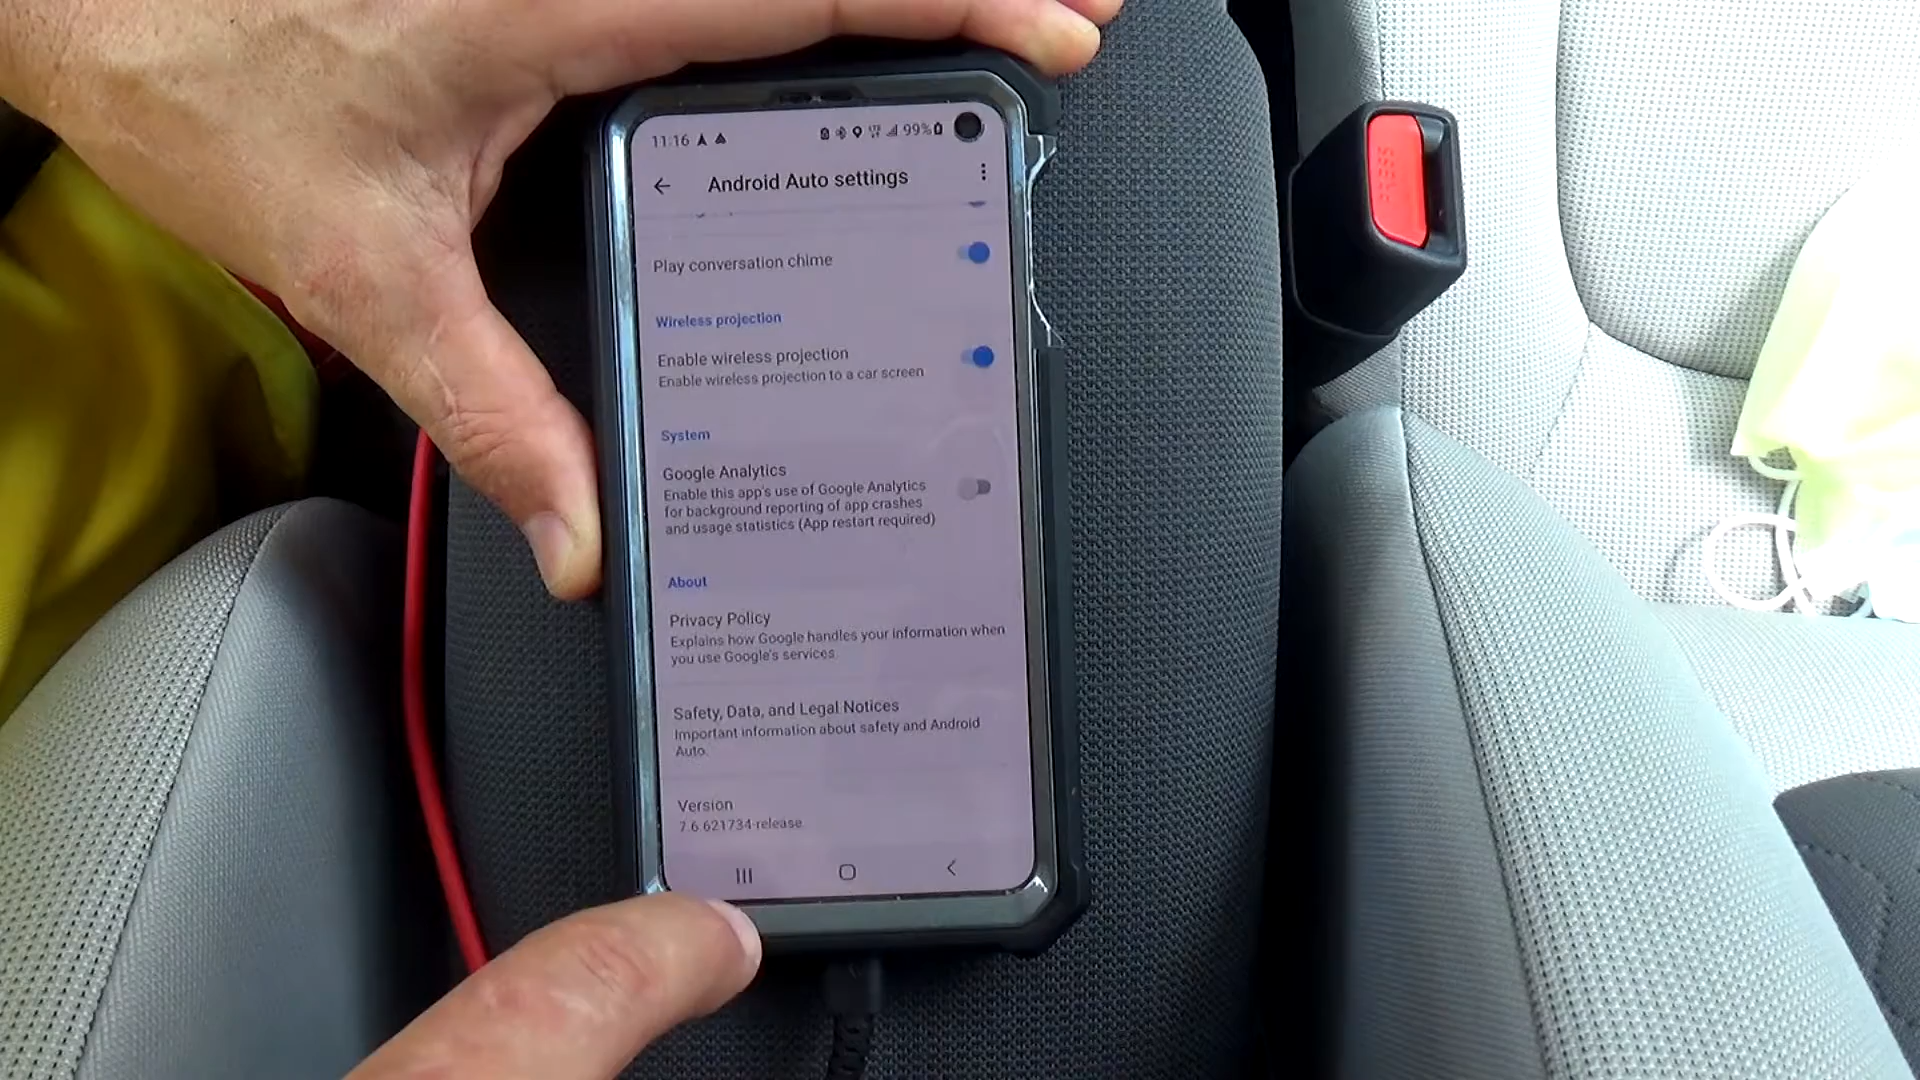 11:16
99%
Android Auto settings
Play conversation chime
Wireless projection
Enable wireless projection
Enable wireless projection to a car screen
System
Google Analytics
Enable this app's use of Google Analytics
for background reporting of app crashes
and usage statistics (App restart required)
About
Privacy Policy
Explains how Google handles your information when
you use Google's services.
Safety, Data, and Legal Notices
Important information about safety and Android
Auto.
Version
7.6.621734-release
PRESS